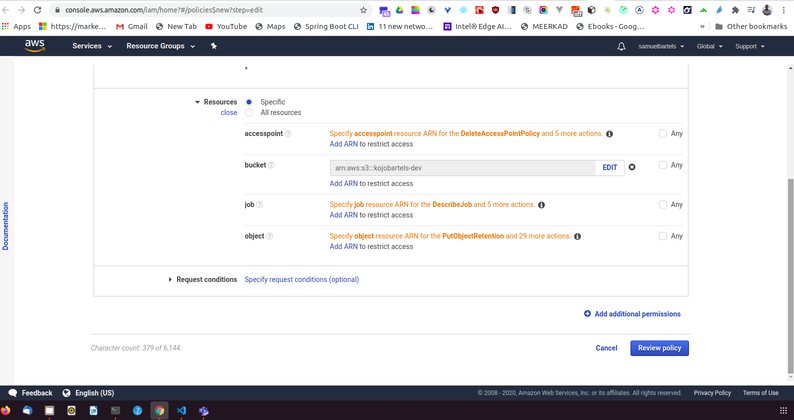 console.aws.amazon.com/iam/home?#/policies$new?step=edit
Apps
https://marke…
Gmail
New Tab
YouTube
Maps
Spring Boot CLI
11 new netwo…
Intel® Edge AI…
MEERKAD
Ebooks - Goog…
»
Other bookmarks
aws
Services
Resource Groups
samuelbartels
Global
Support
*
Resources
Specific
close
All resources
accesspoint
Specify accesspoint resource ARN for the DeleteAccessPointPolicy and 5 more actions.
Any
Add ARN to restrict access
bucket
arn:aws:s3:::kojobartels-dev
EDIT
Any
Add ARN to restrict access
job
Specify job resource ARN for the DescribeJob and 5 more actions.
Any
Add ARN to restrict access
object
Specify object resource ARN for the PutObjectRetention and 29 more actions.
Any
Add ARN to restrict access
Request conditions
Specify request conditions (optional)
Add additional permissions
Character count: 379 of 6,144.
Cancel
Review policy
Documentation
Feedback
English (US)
© 2008 - 2020, Amazon Web Services, Inc. or its affiliates. All rights reserved.
Privacy Policy
Terms of Use